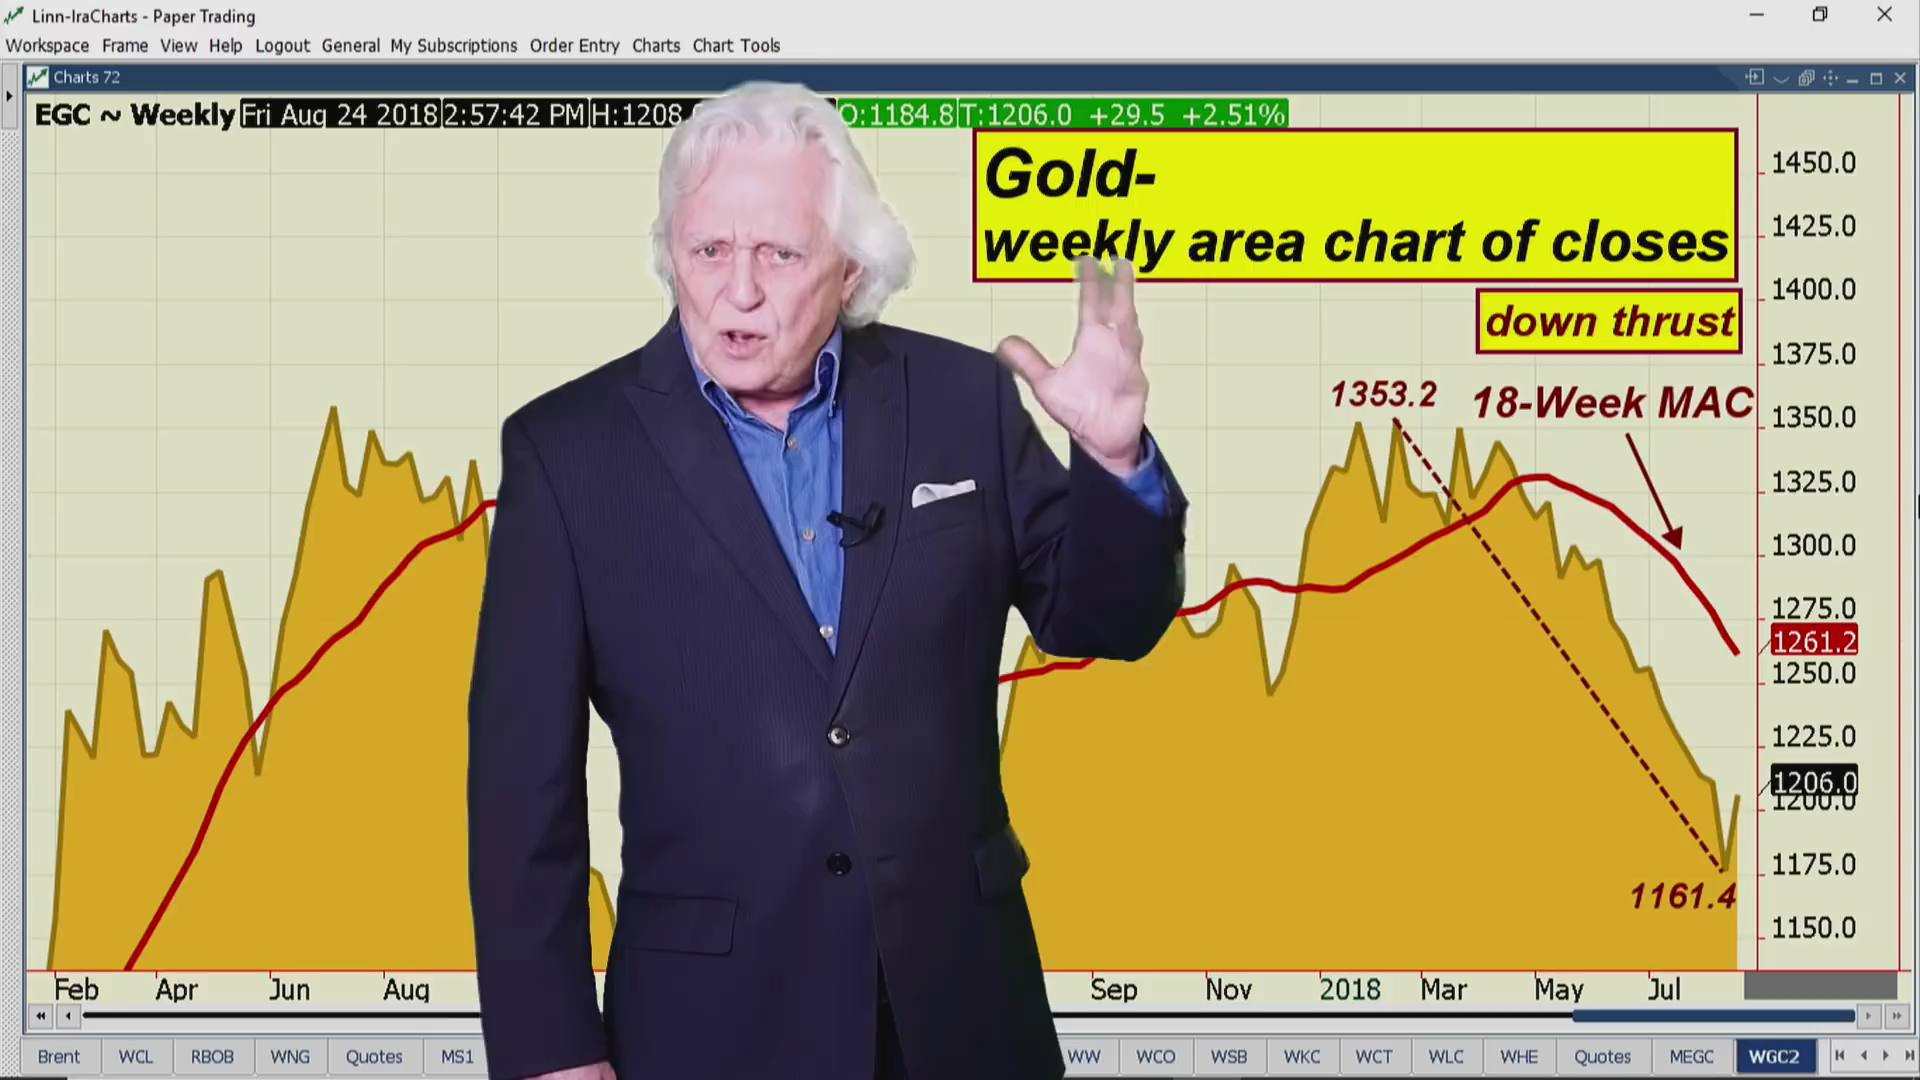 Linn-IraCharts - Paper Trading
Workspace Frame View Help Logout General My Subscriptions Order Entry Charts Chart Tools
Charts 72
EGC ~ Weekly Fri Aug 24 2018 2:57:42 PM H:1208. O:1184.8 T:1206.0 +29.5 +2.51%
Gold-
weekly area chart of closes
down thrust
1353.2 18-Week MAC
1161.4
1450.0
1425.0
1400.0
1375.0
1350.0
1325.0
1300.0
1275.0
1261.2
1250.0
1225.0
1206.0
1200.0
1175.0
1150.0
Feb Apr Jun Aug Sep Nov 2018 Mar May Jul
Brent WCL RBOB WNG Quotes MS1 WW WCO WSB WKC WCT WLC WHE Quotes MEGC WGC2